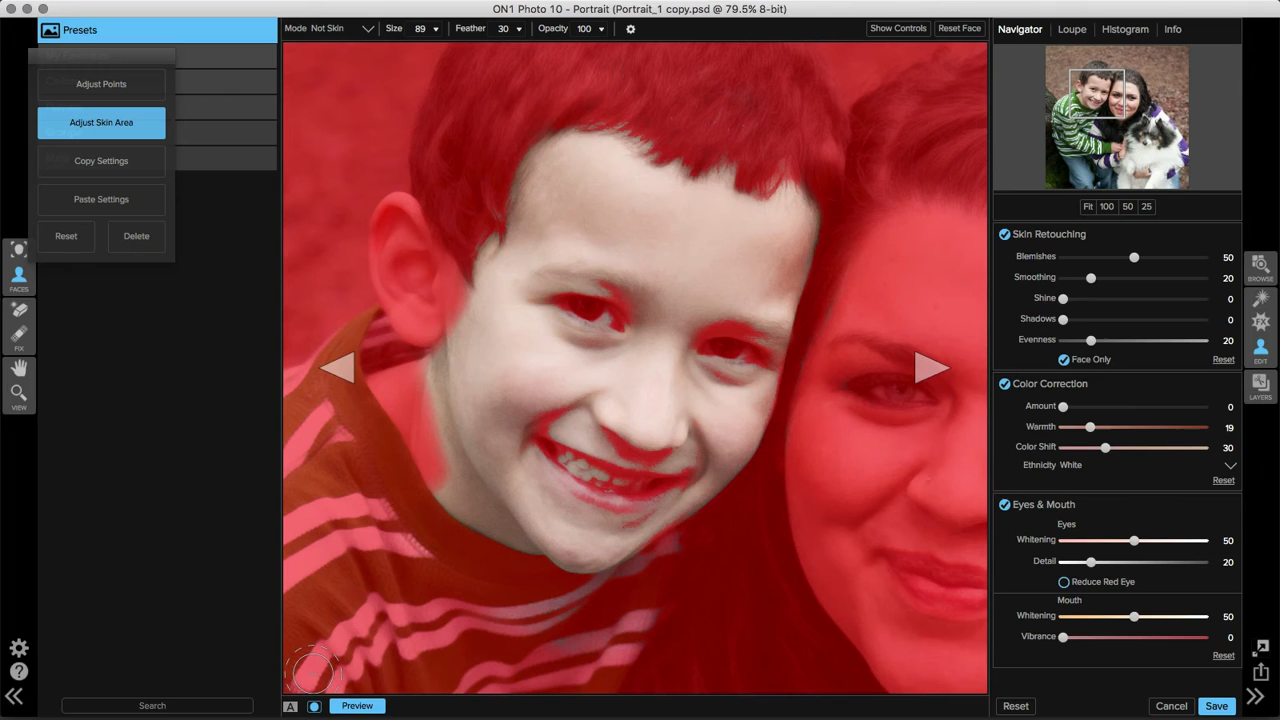 ON1 Photo 10 - Portrait (Portrait_1 copy.psd @ 79.5% 8-bit)
Presets
Mode Not Skin Size 89 Feather 30 Opacity 100 Show Controls Reset Face
Navigator Loupe Histogram Info
Adjust Points
Adjust Skin Area
Copy Settings
Paste Settings
Reset Delete
Fit 100 50 25
Skin Retouching
Blemishes 50
Smoothing 20
Shine 0
Shadows 0
Evenness 20
Face Only Reset
Color Correction
Amount 0
Warmth 19
Color Shift 30
Ethnicity White
Reset
Eyes & Mouth
Eyes
Whitening 50
Detail 20
Reduce Red Eye
Mouth
Whitening 50
Vibrance 0
Reset
FACES
FIX
VIEW
BROWSE
FX
EDIT
LAYERS
Search A Preview Reset Cancel Save